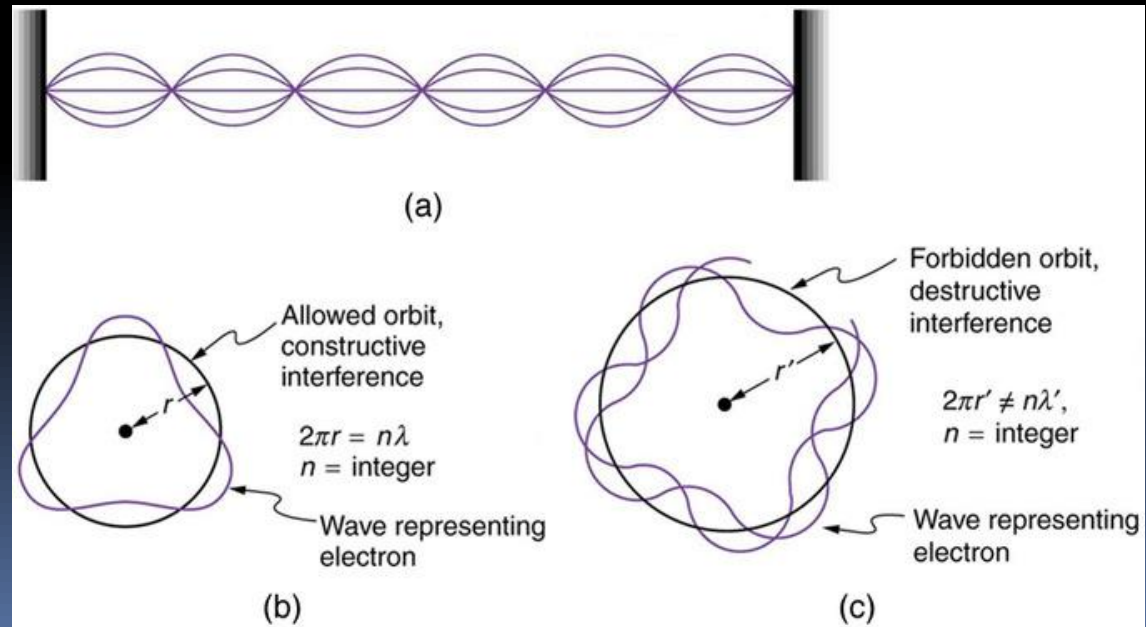 (a)
Allowed orbit,
constructive
interference
r
2πr = nλ
n = integer
Wave representing
electron
(b)
Forbidden orbit,
destructive
interference
r′
2πr′ ≠ nλ′,
n = integer
Wave representing
electron
(c)